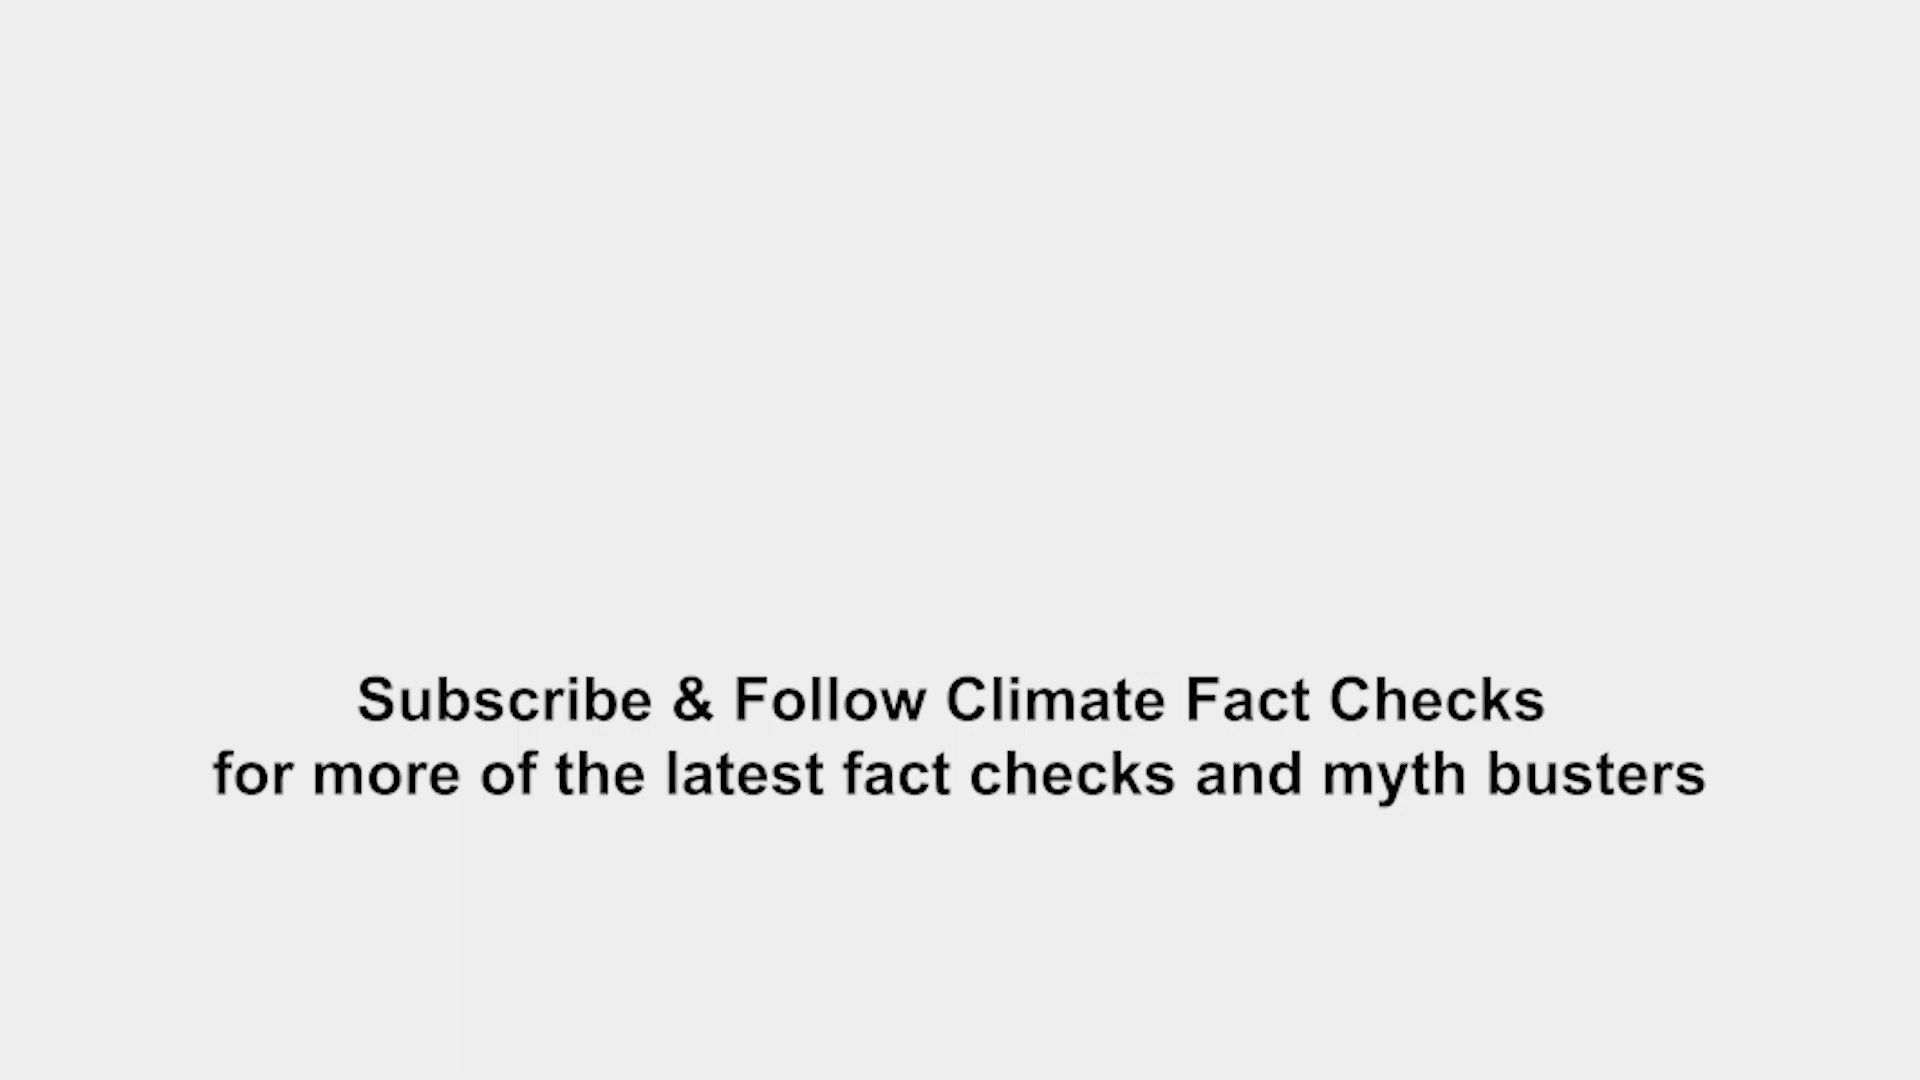 Subscribe & Follow Climate Fact Checks
for more of the latest fact checks and myth busters